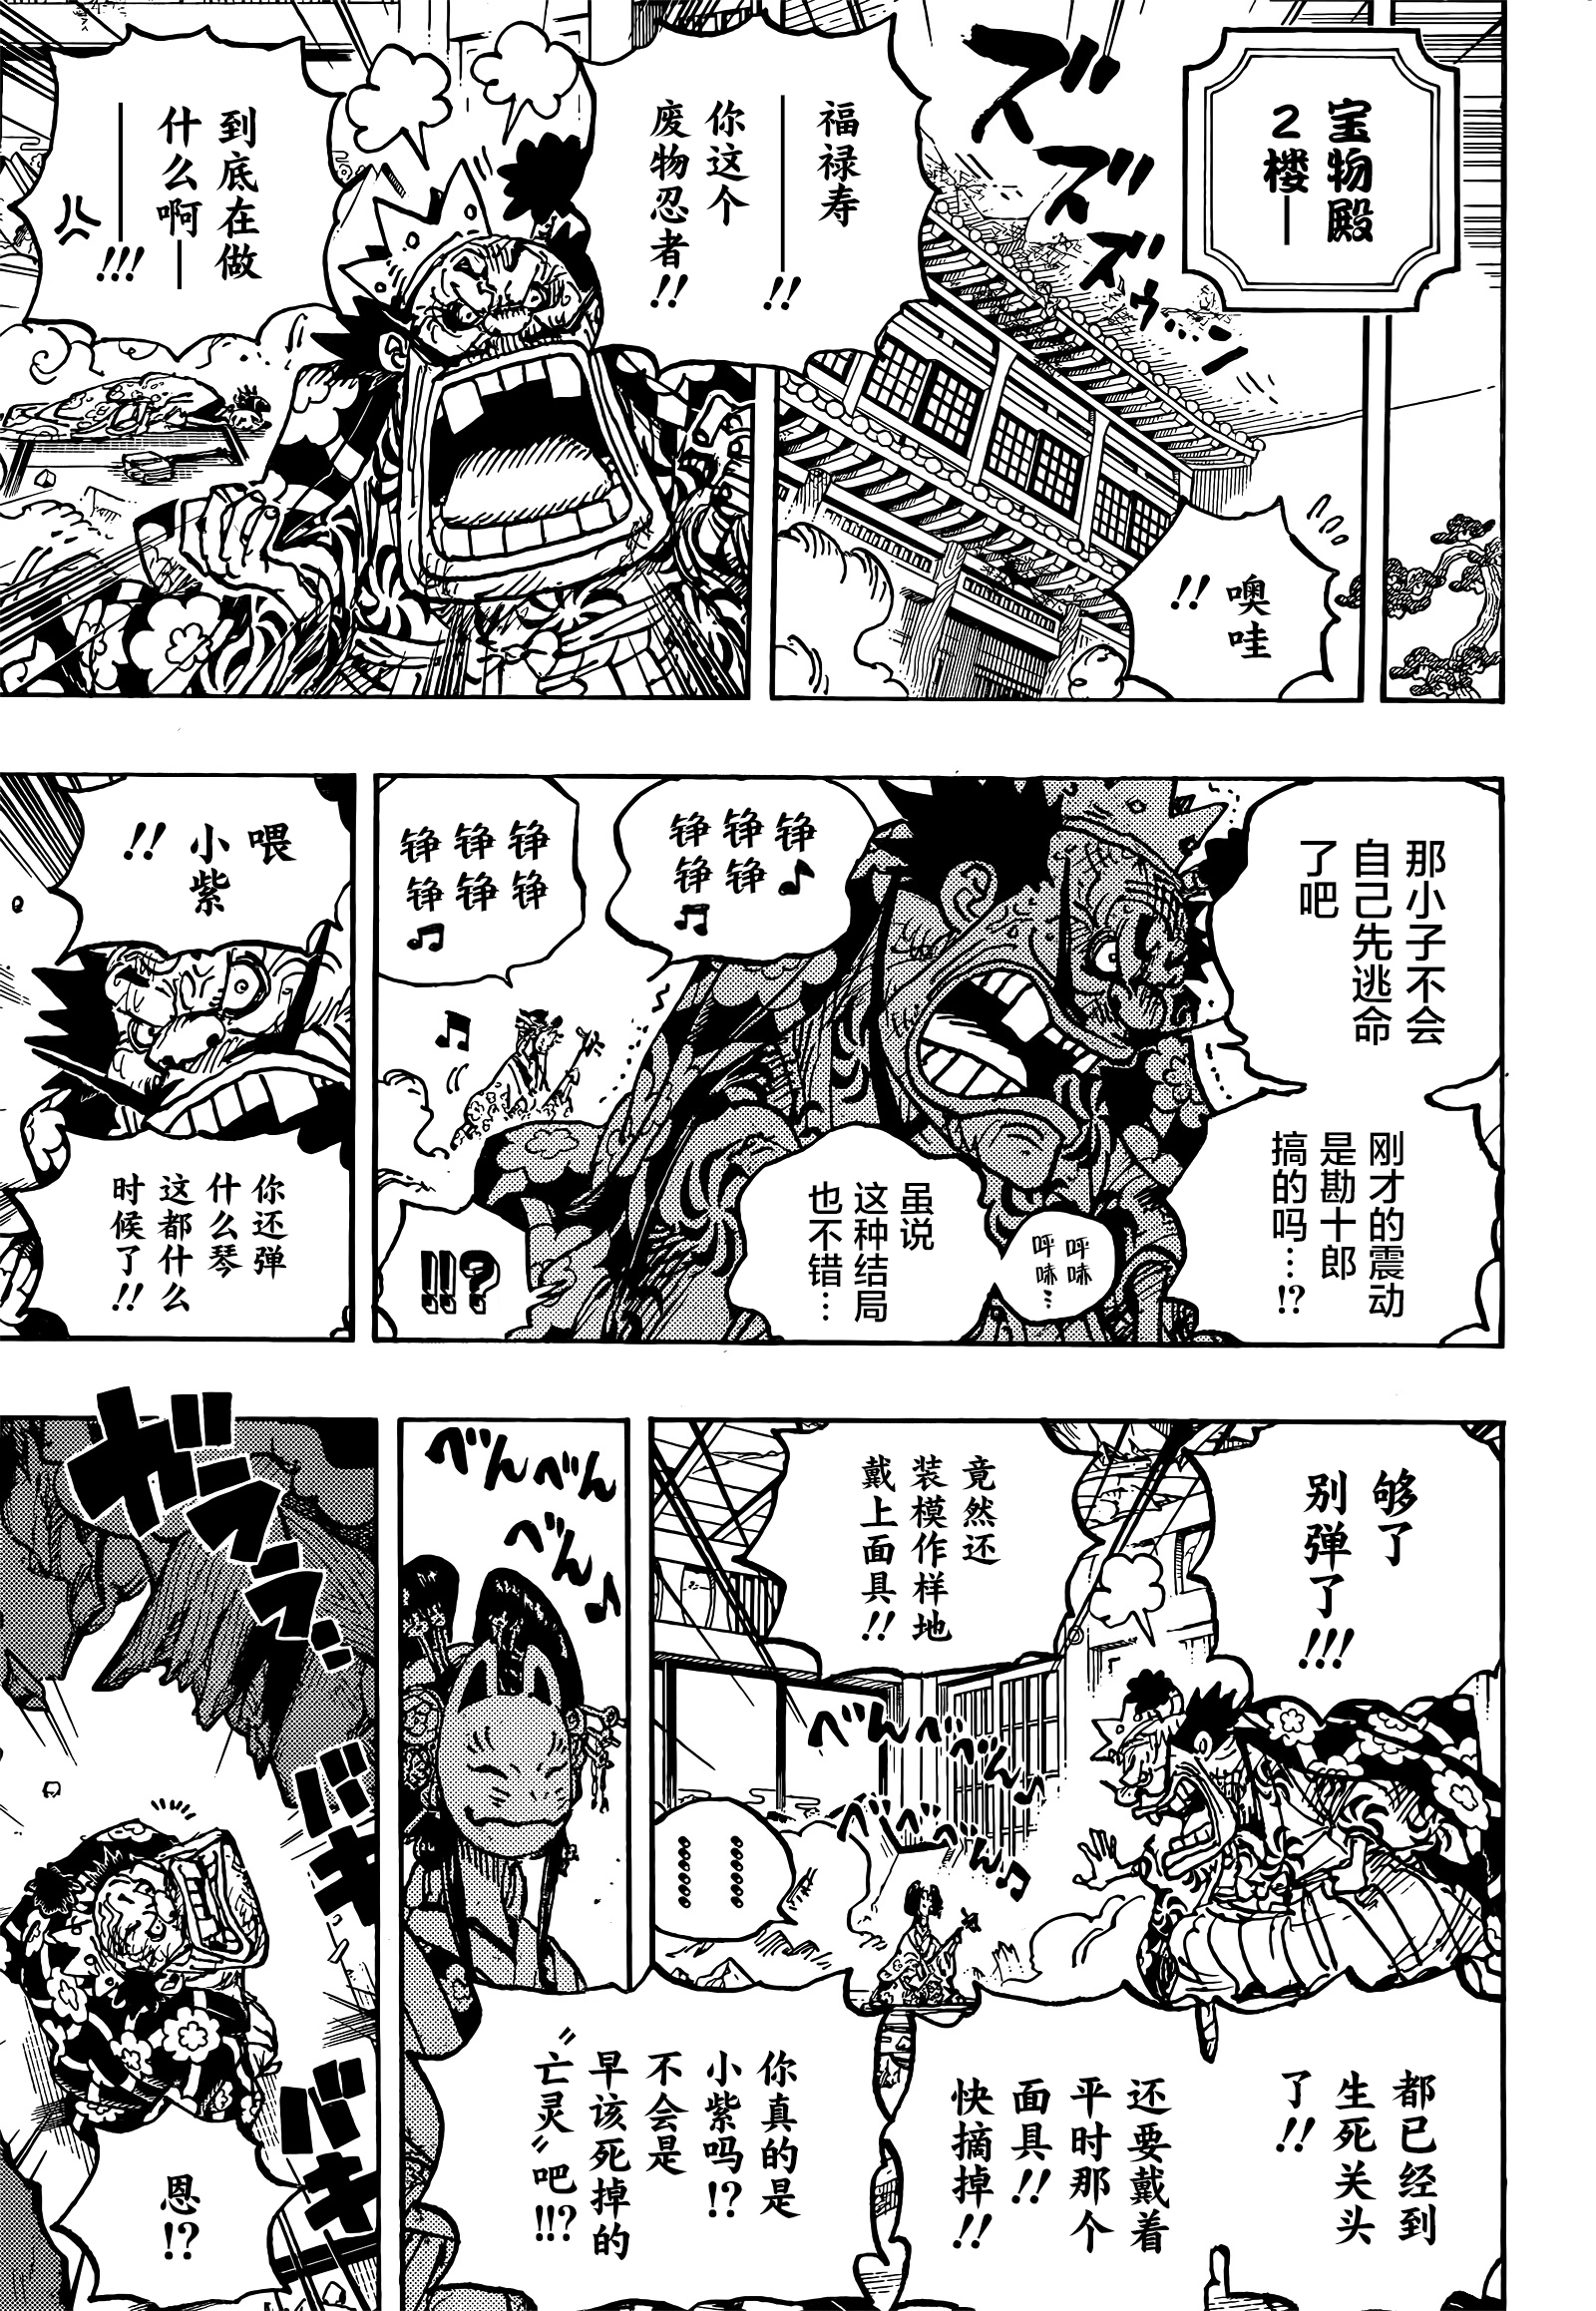 宝物殿
2楼—
ズズズゥ…ン
噢哇
!!
福禄寿
——!!
你这个
废物忍者!!
到底在做
什么啊—
——!!!
那小子不会
自己先逃命
了吧
……
刚才的震动
是勘十郎
搞的吗…!?
呼哧
呼哧…
虽说
这种结局
也不错…
铮铮铮
铮铮♪
♫
铮铮铮
铮铮铮
♫
♪
!!?
喂
小紫
!!
你还弹
什么琴
这都什么
时候了!!
够了
别弹了!!!
竟然还
装模作样地
戴上面具!!
べんべべん♪
べべべん♪
……
……
都已经到
生死关头
了!!
还要戴着
平时那个
面具!!
快摘掉!!
べんべん
べん♪
你真的是
小紫吗!?
不会是
早该死掉的
“亡灵”吧!!?
ガラララ…
バキバキバキ
恩!?